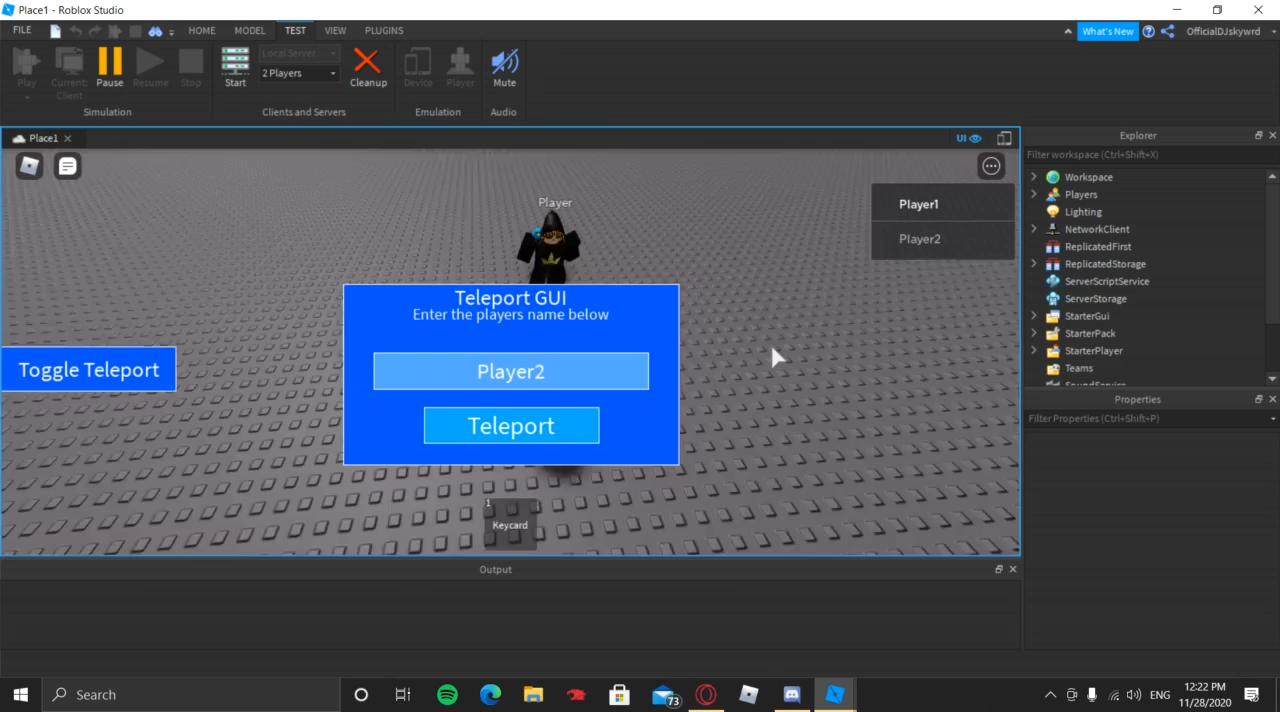 Place1 - Roblox Studio
FILE HOME MODEL TEST VIEW PLUGINS What's New OfficialDJskywrd
Play Current: Client Pause Resume Stop Start Local Server... 2 Players Cleanup Device Player Mute
Simulation Clients and Servers Emulation Audio
Place1
UI
Explorer
Filter workspace (Ctrl+Shift+X)
Workspace
Players
Lighting
NetworkClient
ReplicatedFirst
ReplicatedStorage
ServerScriptService
ServerStorage
StarterGui
StarterPack
StarterPlayer
Teams
SoundService
Properties
Filter Properties (Ctrl+Shift+P)
Player
Player1
Player2
Teleport GUI
Enter the players name below
Player2
Teleport
Toggle Teleport
1
Keycard
Output
Search
73
ENG
12:22 PM
11/28/2020